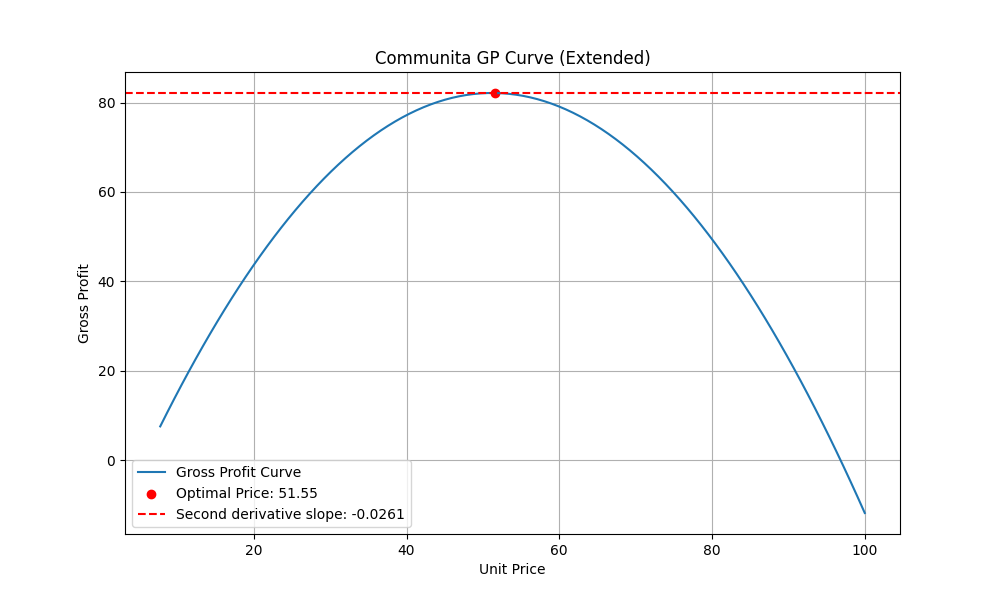 Communita GP Curve (Extended)
80
60
40
20
0
Gross Profit
Gross Profit Curve
Optimal Price: 51.55
Second derivative slope: -0.0261
20 40 60 80 100
Unit Price